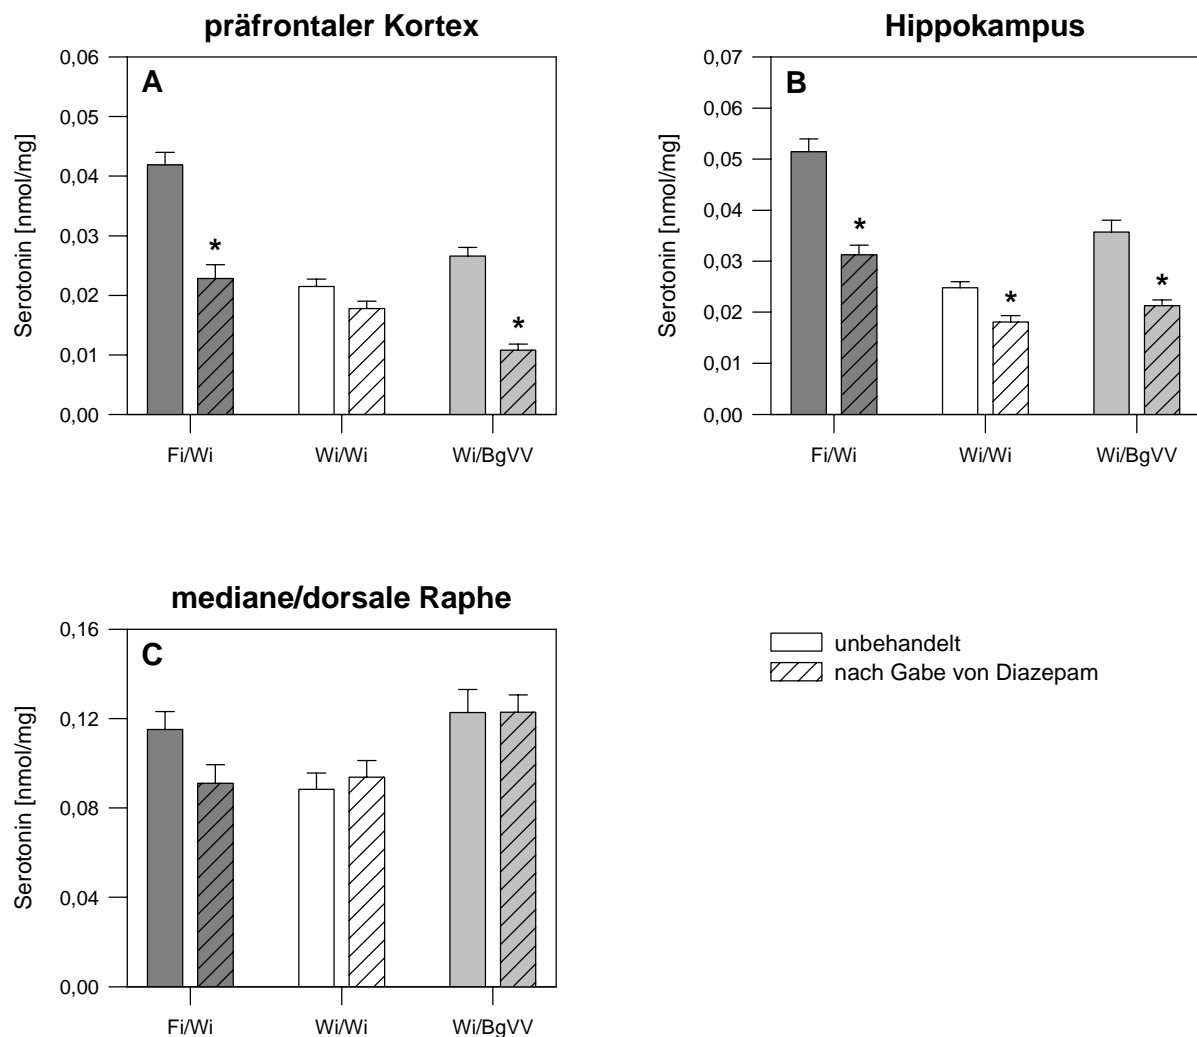 präfrontaler Kortex
A
Serotonin [nmol/mg]
0,06
0,05
0,04
0,03
0,02
0,01
0,00
*
*
Fi/Wi Wi/Wi Wi/BgVV
Hippokampus
B
Serotonin [nmol/mg]
0,07
0,06
0,05
0,04
0,03
0,02
0,01
0,00
*
*
*
Fi/Wi Wi/Wi Wi/BgVV
mediane/dorsale Raphe
C
Serotonin [nmol/mg]
0,16
0,12
0,08
0,04
0,00
Fi/Wi Wi/Wi Wi/BgVV
unbehandelt
nach Gabe von Diazepam